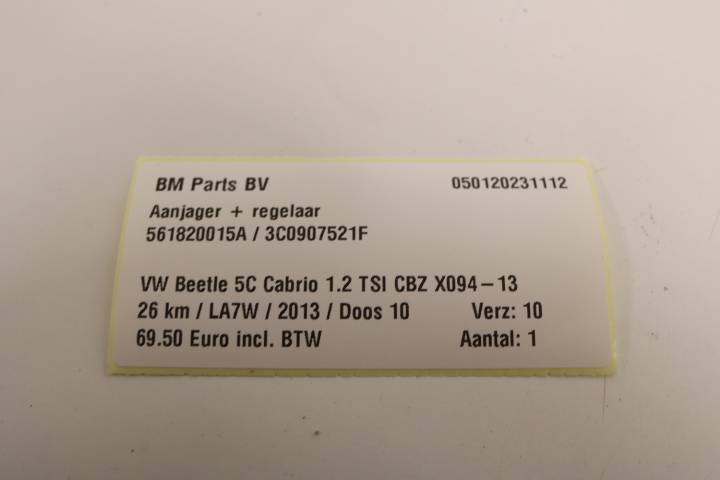 BM Parts BV 050120231112
Aanjager + regelaar
561820015A / 3C0907521F
VW Beetle 5C Cabrio 1.2 TSI CBZ X094-13
26 km / LA7W / 2013 / Doos 10 Verz: 10
69.50 Euro incl. BTW Aantal: 1